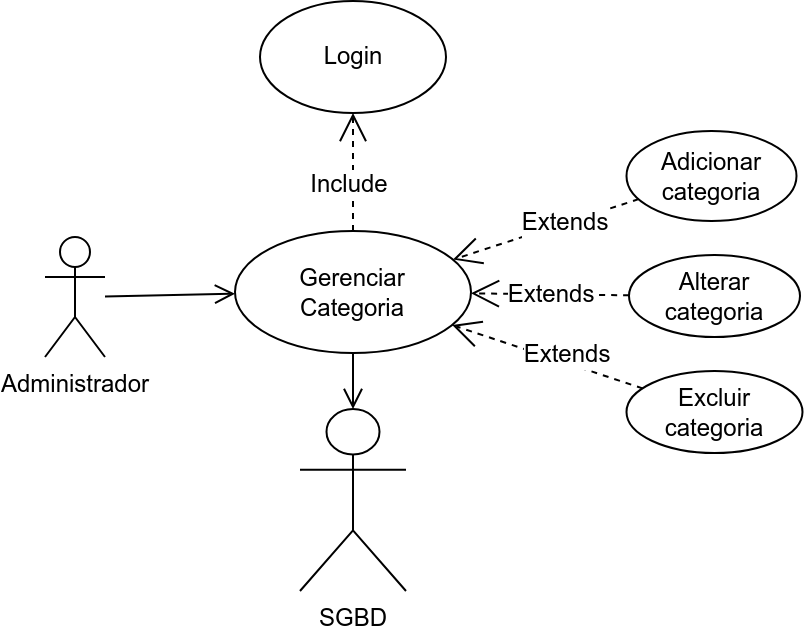 Login
Include
Adicionar
categoria
Extends
Gerenciar
Categoria
Extends
Alterar
categoria
Extends
Excluir
categoria
Administrador
SGBD